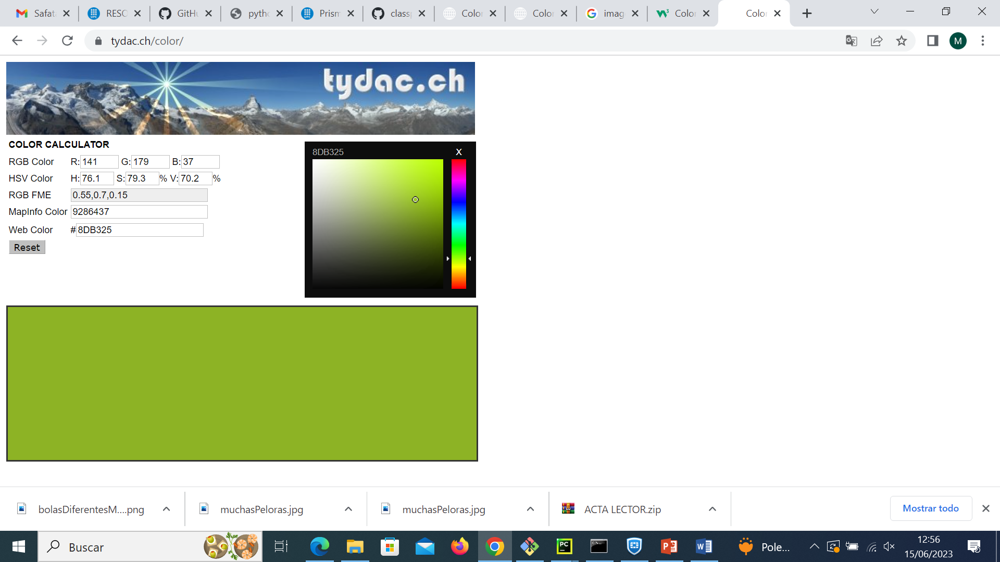 Safat
RESO
GitHu
pytho
Prism
class
Color
Color
imag
Color
Color
tydac.ch/color/
M
tydac.ch
COLOR CALCULATOR
RGB Color R: 141 G: 179 B: 37
HSV Color H: 76.1 S: 79.3 % V: 70.2 %
RGB FME 0.55,0.7,0.15
MapInfo Color 9286437
Web Color # 8DB325
Reset
8DB325 X
bolasDiferentesM....png
muchasPeloras.jpg
muchasPeloras.jpg
ACTA LECTOR.zip
Mostrar todo
Buscar
Pole...
12:56
15/06/2023